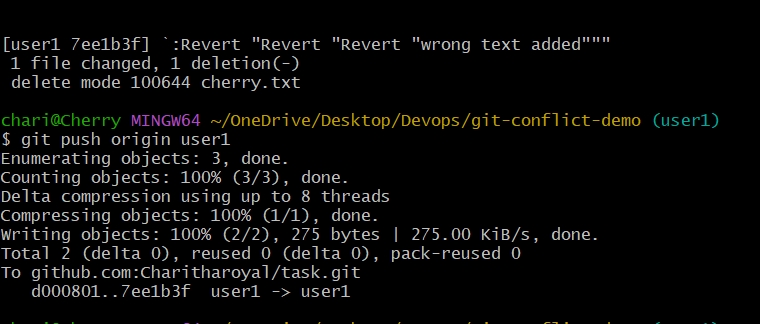 [user1 7ee1b3f] `:Revert "Revert "Revert "wrong text added"""
 1 file changed, 1 deletion(-)
 delete mode 100644 cherry.txt
chari@Cherry MINGW64 ~/OneDrive/Desktop/Devops/git-conflict-demo (user1)
$ git push origin user1
Enumerating objects: 3, done.
Counting objects: 100% (3/3), done.
Delta compression using up to 8 threads
Compressing objects: 100% (1/1), done.
Writing objects: 100% (2/2), 275 bytes | 275.00 KiB/s, done.
Total 2 (delta 0), reused 0 (delta 0), pack-reused 0
To github.com:Charitharoyal/task.git
   d000801..7ee1b3f  user1 -> user1